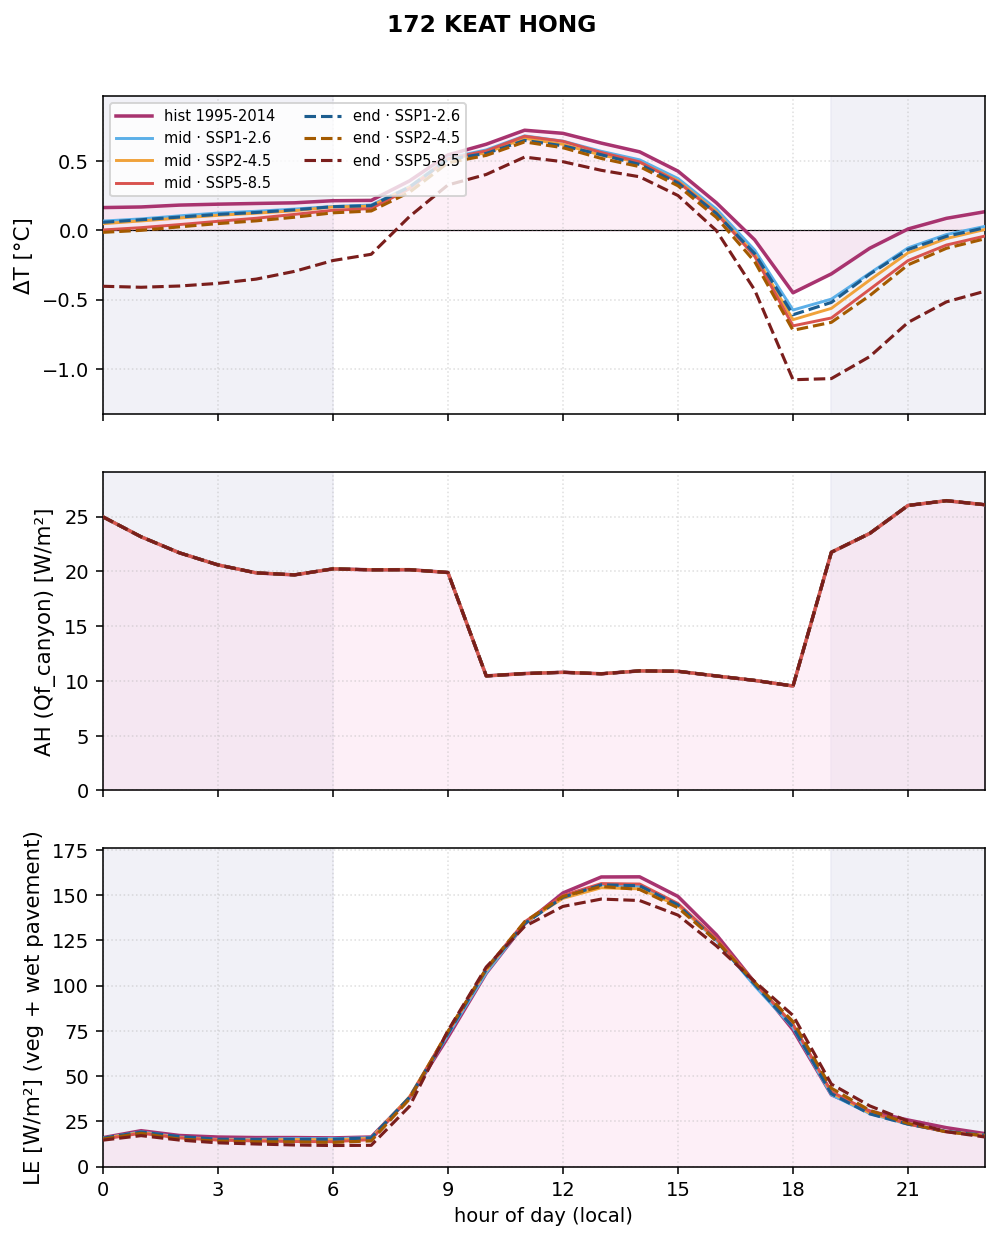 172 KEAT HONG
hist 1995-2014
mid · SSP1-2.6
mid · SSP2-4.5
mid · SSP5-8.5
end · SSP1-2.6
end · SSP2-4.5
end · SSP5-8.5
ΔT [°C]
0.5
0.0
−0.5
−1.0
AH (Qf_canyon) [W/m²]
25
20
15
10
5
0
LE [W/m²] (veg + wet pavement)
175
150
125
100
75
50
25
0
0 3 6 9 12 15 18 21
hour of day (local)